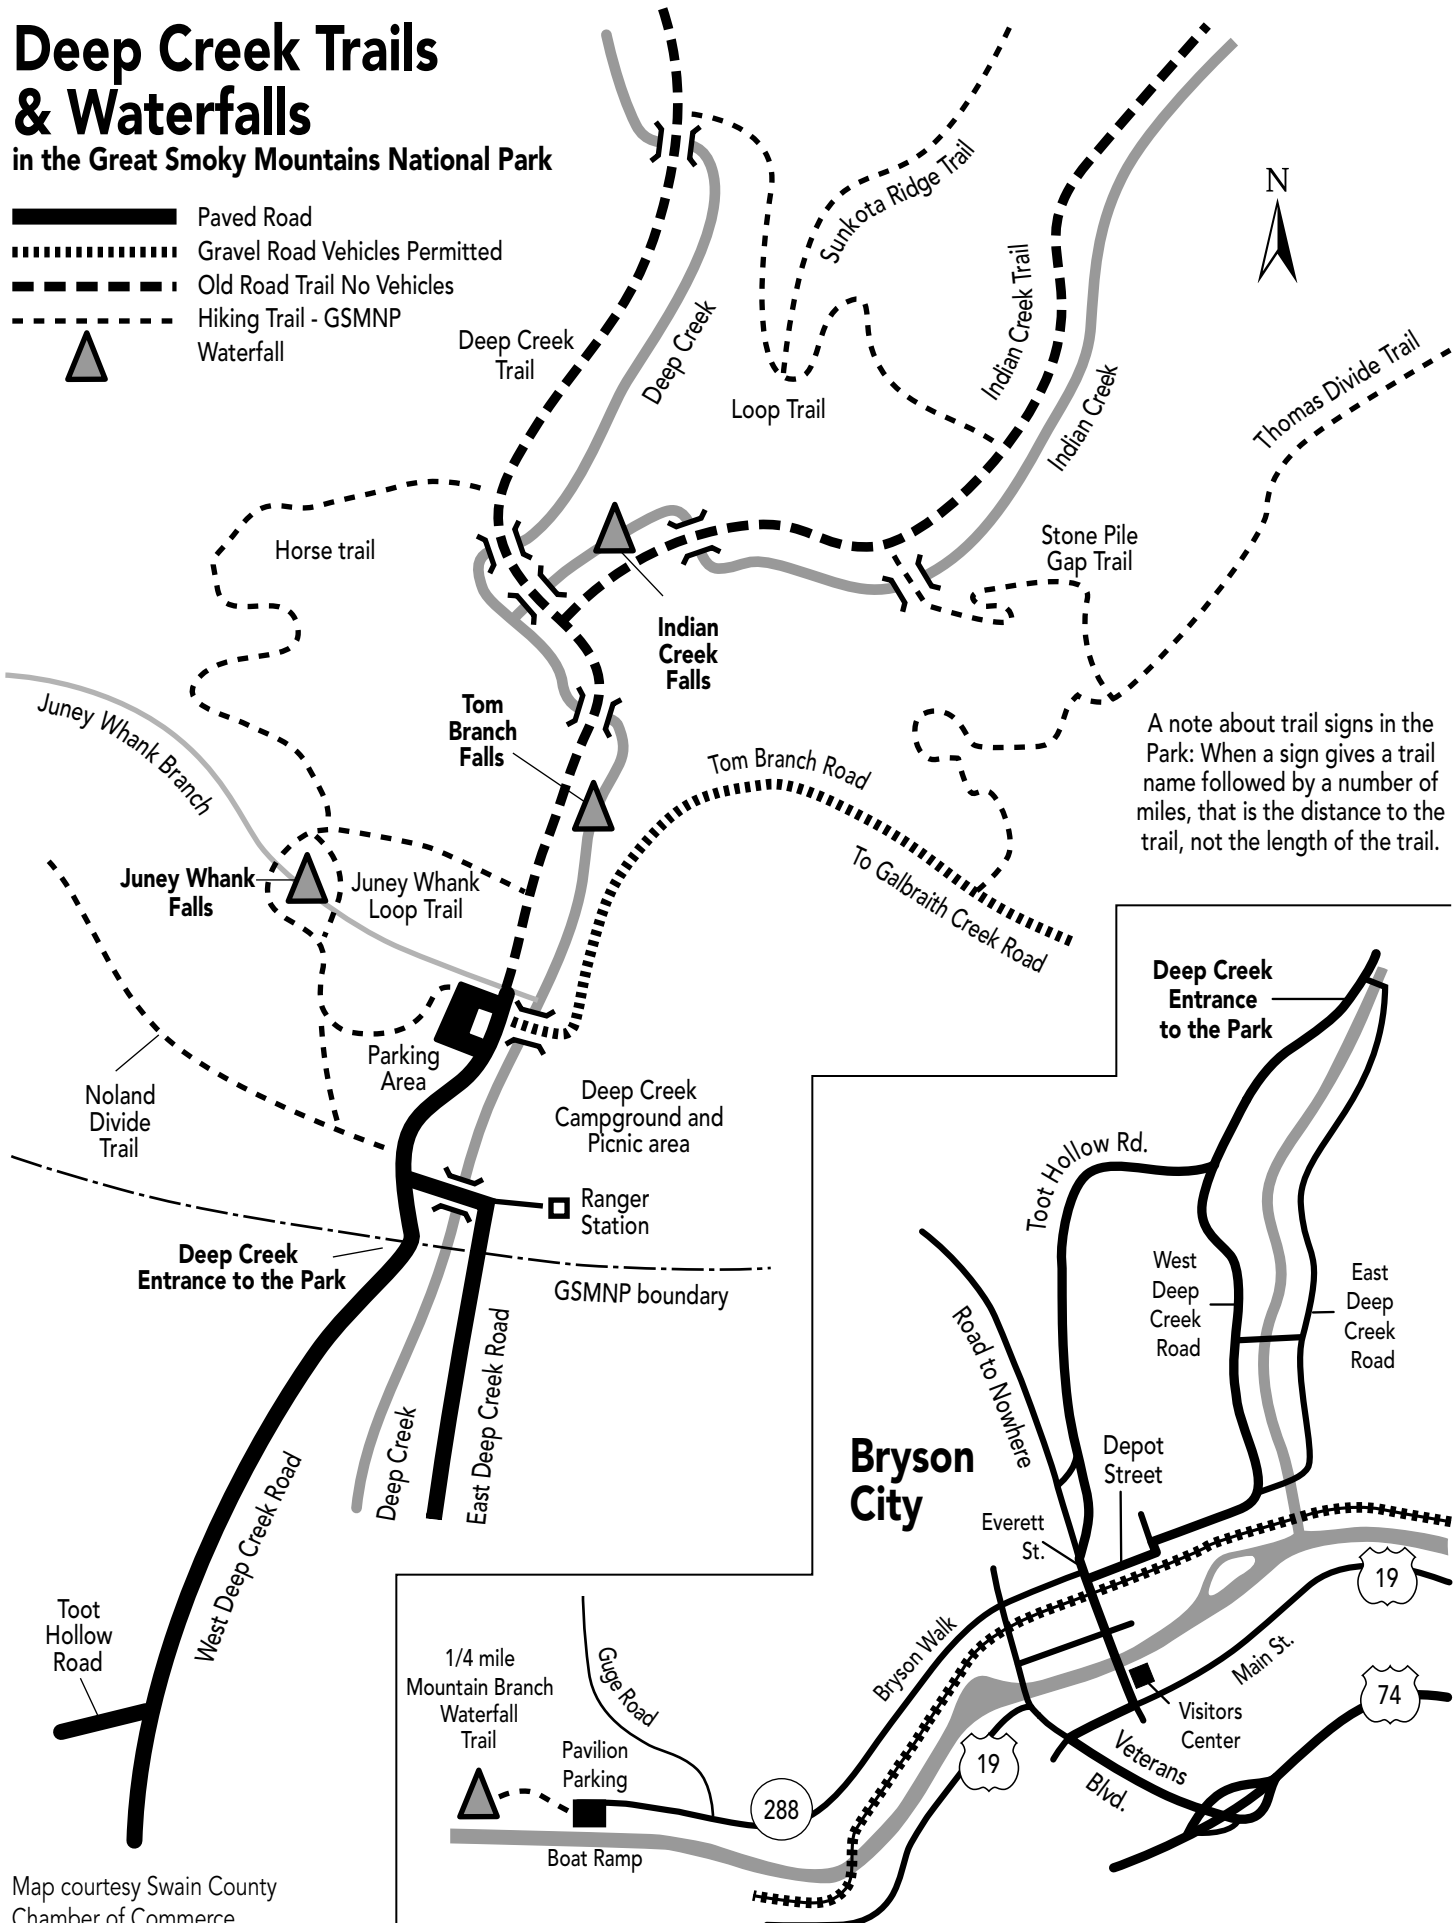 Deep Creek Trails
& Waterfalls
in the Great Smoky Mountains National Park
Paved Road
Gravel Road Vehicles Permitted
Old Road Trail No Vehicles
Hiking Trail - GSMNP
Waterfall
N
Sunkota Ridge Trail
Indian Creek Trail
Deep Creek
Trail
Deep Creek
Loop Trail
Indian Creek
Thomas Divide Trail
Horse trail
Stone Pile
Gap Trail
Indian
Creek
Falls
Tom
Branch
Falls
Juney Whank Branch
Tom Branch Road
A note about trail signs in the
Park: When a sign gives a trail
name followed by a number of
miles, that is the distance to the
trail, not the length of the trail.
Juney Whank
Falls
Juney Whank
Loop Trail
To Galbraith Creek Road
Parking
Area
Noland
Divide
Trail
Deep Creek
Campground and
Picnic area
Ranger
Station
Deep Creek
Entrance to the Park
GSMNP boundary
Deep Creek
East Deep Creek Road
West Deep Creek Road
Toot
Hollow
Road
Map courtesy Swain County
Chamber of Commerce
Deep Creek
Entrance
to the Park
Toot Hollow Rd.
West
Deep
Creek
Road
East
Deep
Creek
Road
Road to Nowhere
Bryson
City
Depot
Street
Everett
St.
19
Bryson Walk
Main St.
74
Visitors
Center
Veterans
Blvd.
19
1/4 mile
Mountain Branch
Waterfall
Trail
Guge Road
Pavilion
Parking
288
Boat Ramp